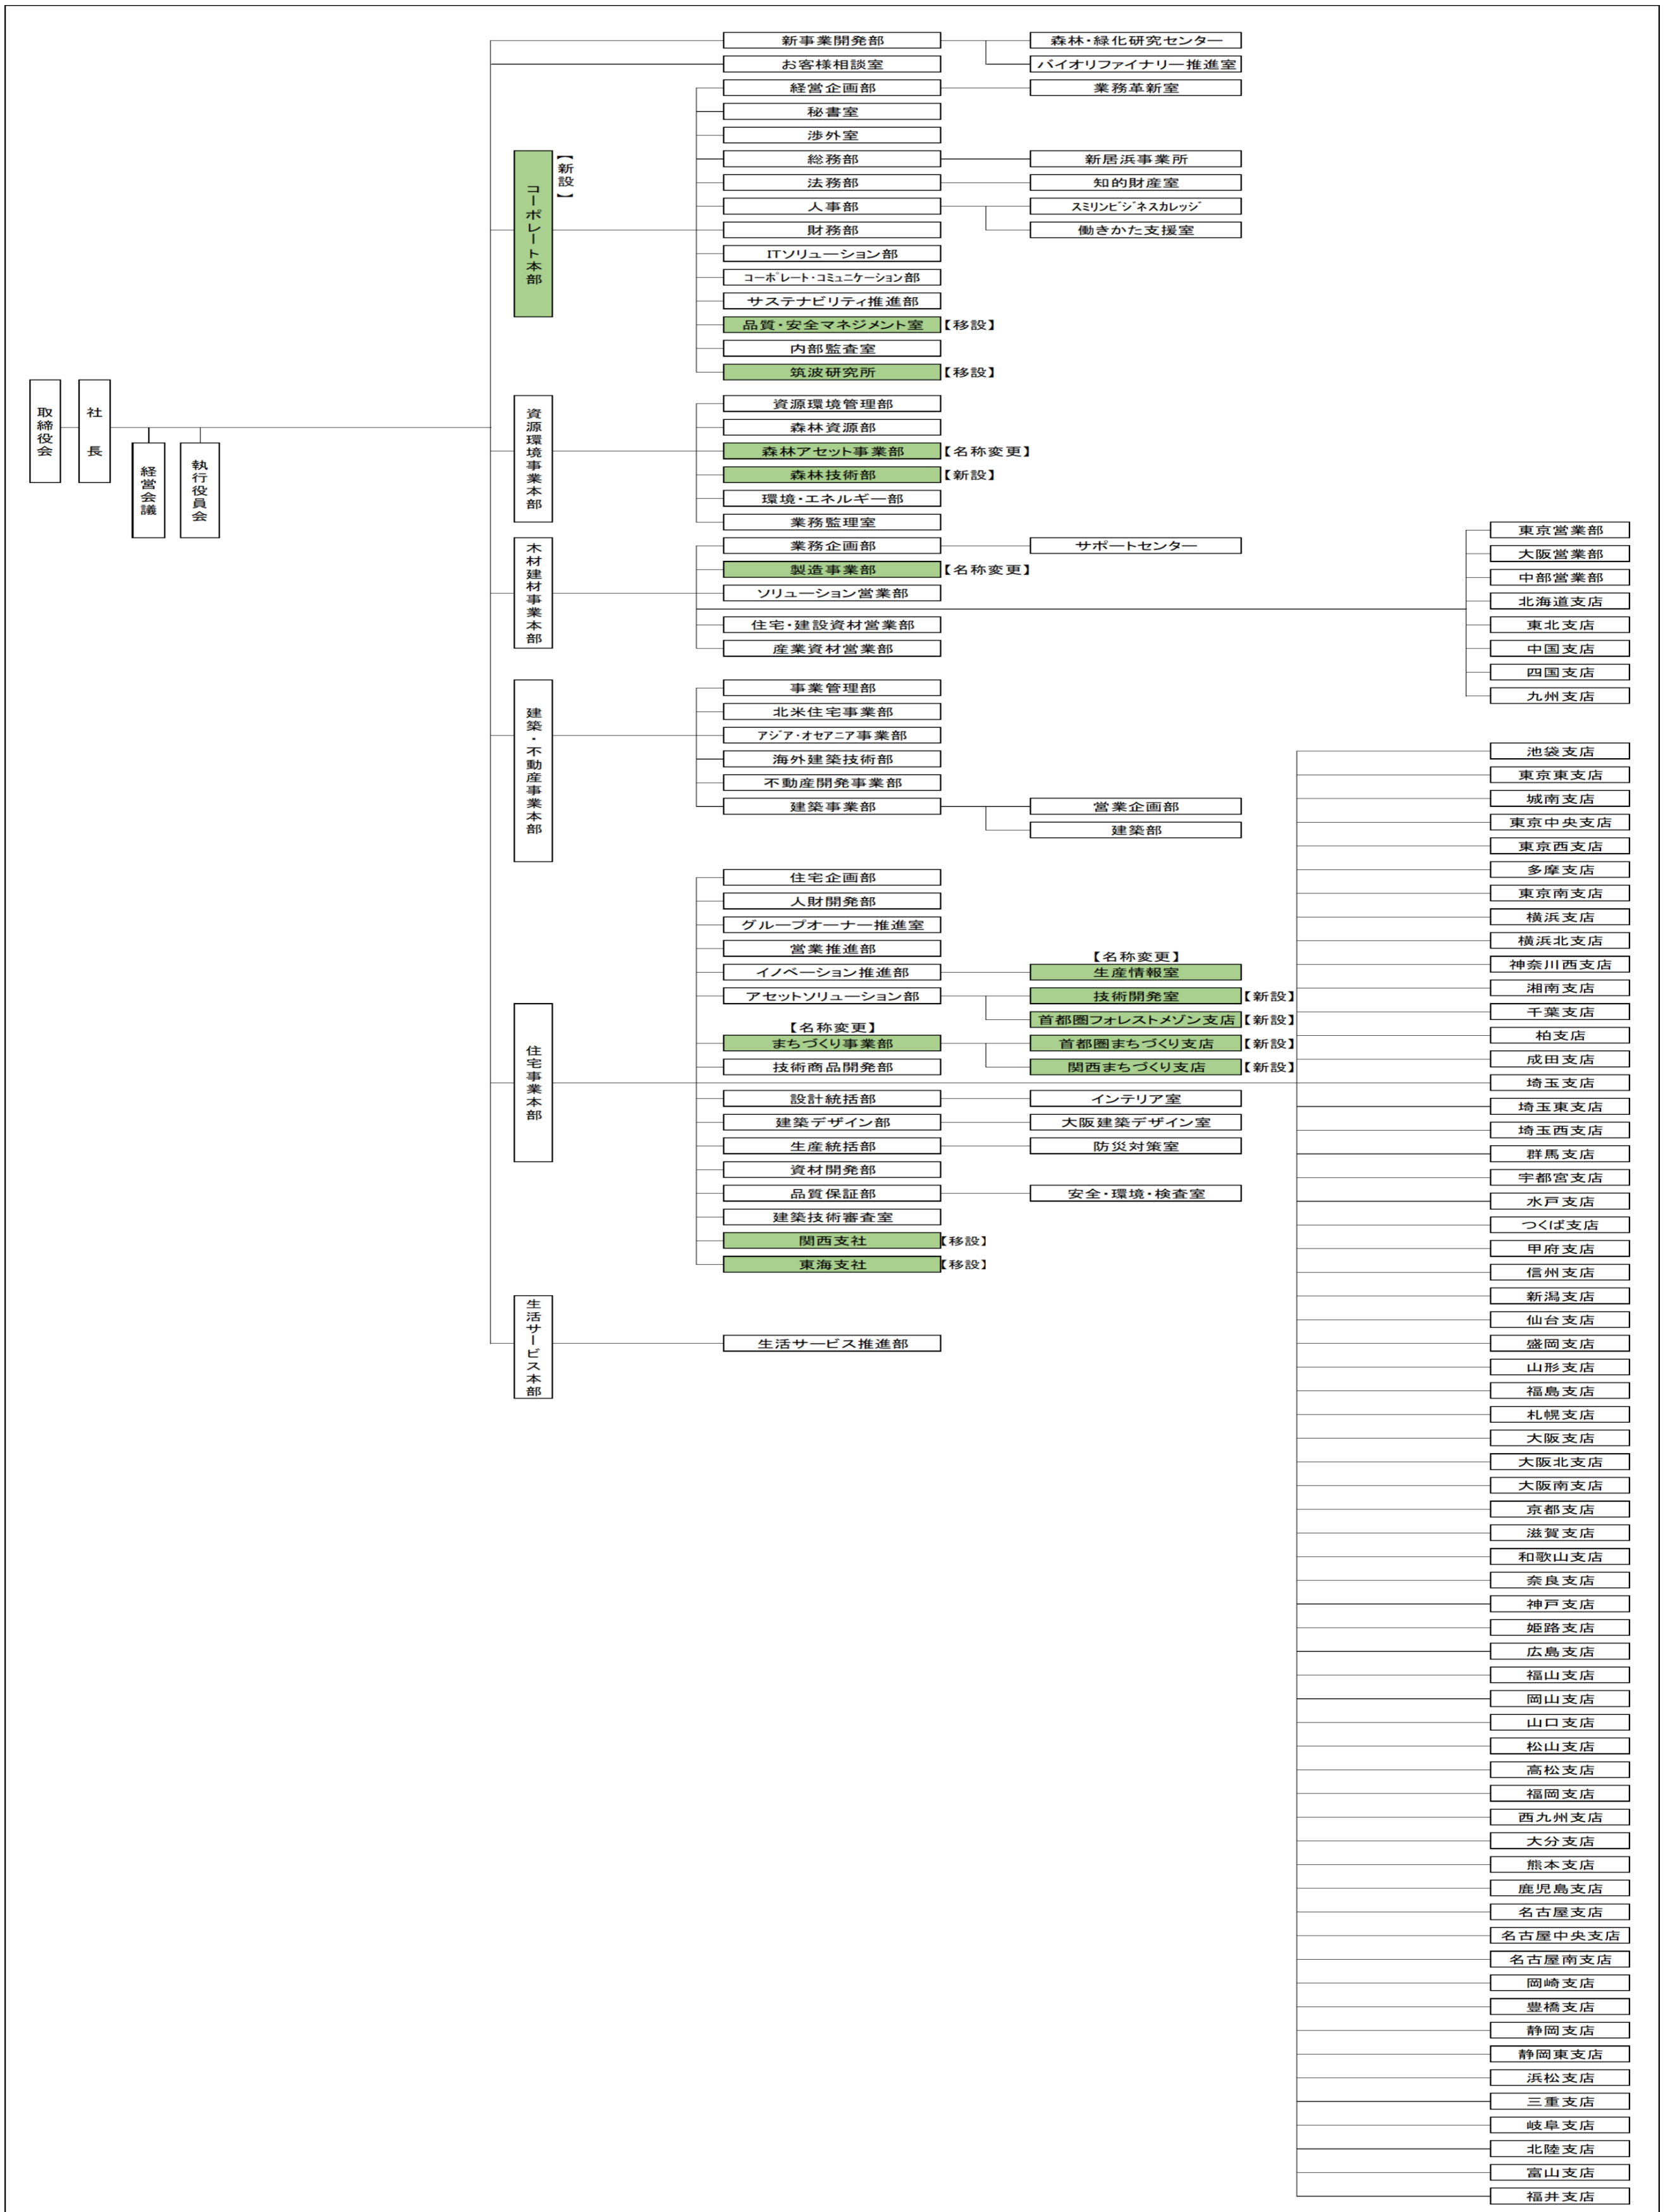 取締役会
社長
経営会議
執行役員会
新事業開発部
森林・緑化研究センター
バイオリファイナリー推進室
お客様相談室
コーポレート本部
【新設】
経営企画部
業務革新室
秘書室
渉外室
総務部
新居浜事業所
法務部
知的財産室
人事部
スミリンビジネスカレッジ
働きかた支援室
財務部
ITソリューション部
コーポレート・コミュニケーション部
サステナビリティ推進部
品質・安全マネジメント室【移設】
内部監査室
筑波研究所【移設】
資源環境事業本部
資源環境管理部
森林資源部
森林アセット事業部【名称変更】
森林技術部【新設】
環境・エネルギー部
業務監理室
木材建材事業本部
業務企画部
サポートセンター
製造事業部【名称変更】
ソリューション営業部
住宅・建設資材営業部
産業資材営業部
東京営業部
大阪営業部
中部営業部
北海道支店
東北支店
中国支店
四国支店
九州支店
建築・不動産事業本部
事業管理部
北米住宅事業部
アジア・オセアニア事業部
海外建築技術部
不動産開発事業部
建築事業部
営業企画部
建築部
住宅事業本部
住宅企画部
人財開発部
グループオーナー推進室
営業推進部
イノベーション推進部
【名称変更】
生産情報室
アセットソリューション部
技術開発室【新設】
首都圏フォレストメゾン支店【新設】
【名称変更】
まちづくり事業部
首都圏まちづくり支店【新設】
関西まちづくり支店【新設】
技術商品開発部
設計統括部
インテリア室
建築デザイン部
大阪建築デザイン室
生産統括部
防災対策室
資材開発部
品質保証部
安全・環境・検査室
建築技術審査室
関西支社【移設】
東海支社【移設】
池袋支店
東京東支店
城南支店
東京中央支店
東京西支店
多摩支店
東京南支店
横浜支店
横浜北支店
神奈川西支店
湘南支店
千葉支店
柏支店
成田支店
埼玉支店
埼玉東支店
埼玉西支店
群馬支店
宇都宮支店
水戸支店
つくば支店
甲府支店
信州支店
新潟支店
仙台支店
盛岡支店
山形支店
福島支店
札幌支店
大阪支店
大阪北支店
大阪南支店
京都支店
滋賀支店
和歌山支店
奈良支店
神戸支店
姫路支店
広島支店
福山支店
岡山支店
山口支店
松山支店
高松支店
福岡支店
西九州支店
大分支店
熊本支店
鹿児島支店
名古屋支店
名古屋中央支店
名古屋南支店
岡崎支店
豊橋支店
静岡支店
静岡東支店
浜松支店
三重支店
岐阜支店
北陸支店
富山支店
福井支店
生活サービス本部
生活サービス推進部